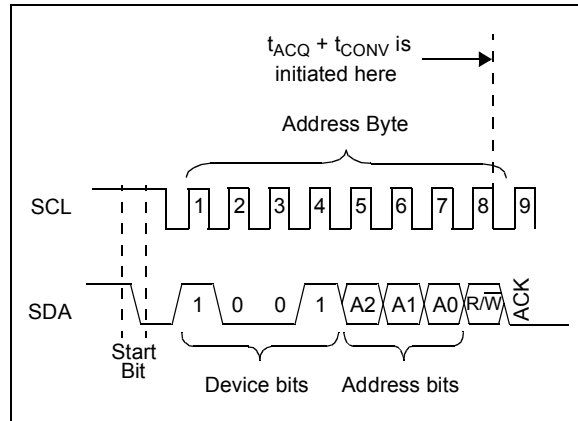 tACQ + tCONV is
initiated here
Address Byte
SCL 1 2 3 4 5 6 7 8 9
SDA 1 0 0 1 A2 A1 A0 R/W̅ ACK
Start
Bit
Device bits Address bits